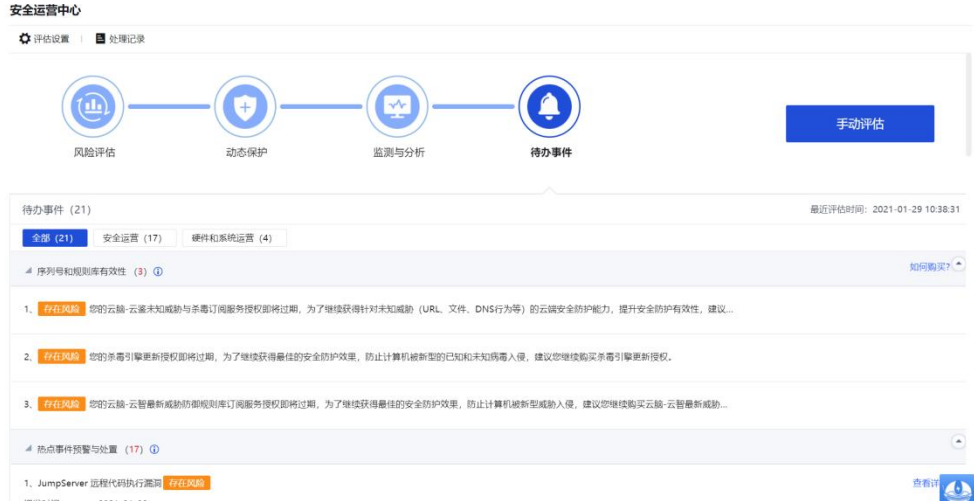 安全运营中心
评估设置 处理记录
风险评估 动态保护 监测与分析 待办事件 手动评估
待办事件 (21) 最近评估时间: 2021-01-29 10:38:31
全部 (21) 安全运营 (17) 硬件和系统运营 (4)
序列号和规则库有效性 (3) 如何购买?
1、 存在风险 您的云脑-云鉴未知威胁与杀毒订阅服务授权即将过期，为了继续获得针对未知威胁（URL、文件、DNS行为等）的云端安全防护能力，提升安全防护有效性，建议...
2、 存在风险 您的杀毒引擎更新授权即将过期，为了继续获得最佳的安全防护效果，防止计算机被新型的已知和未知病毒入侵，建议您继续购买杀毒引擎更新授权。
3、 存在风险 您的云脑-云智最新威胁防御规则库订阅服务授权即将过期，为了继续获得最佳的安全防护效果，防止计算机被新型威胁入侵，建议您继续购买云脑-云智最新威胁...
热点事件预警与处置 (17)
1、JumpServer 远程代码执行漏洞 存在风险 查看详